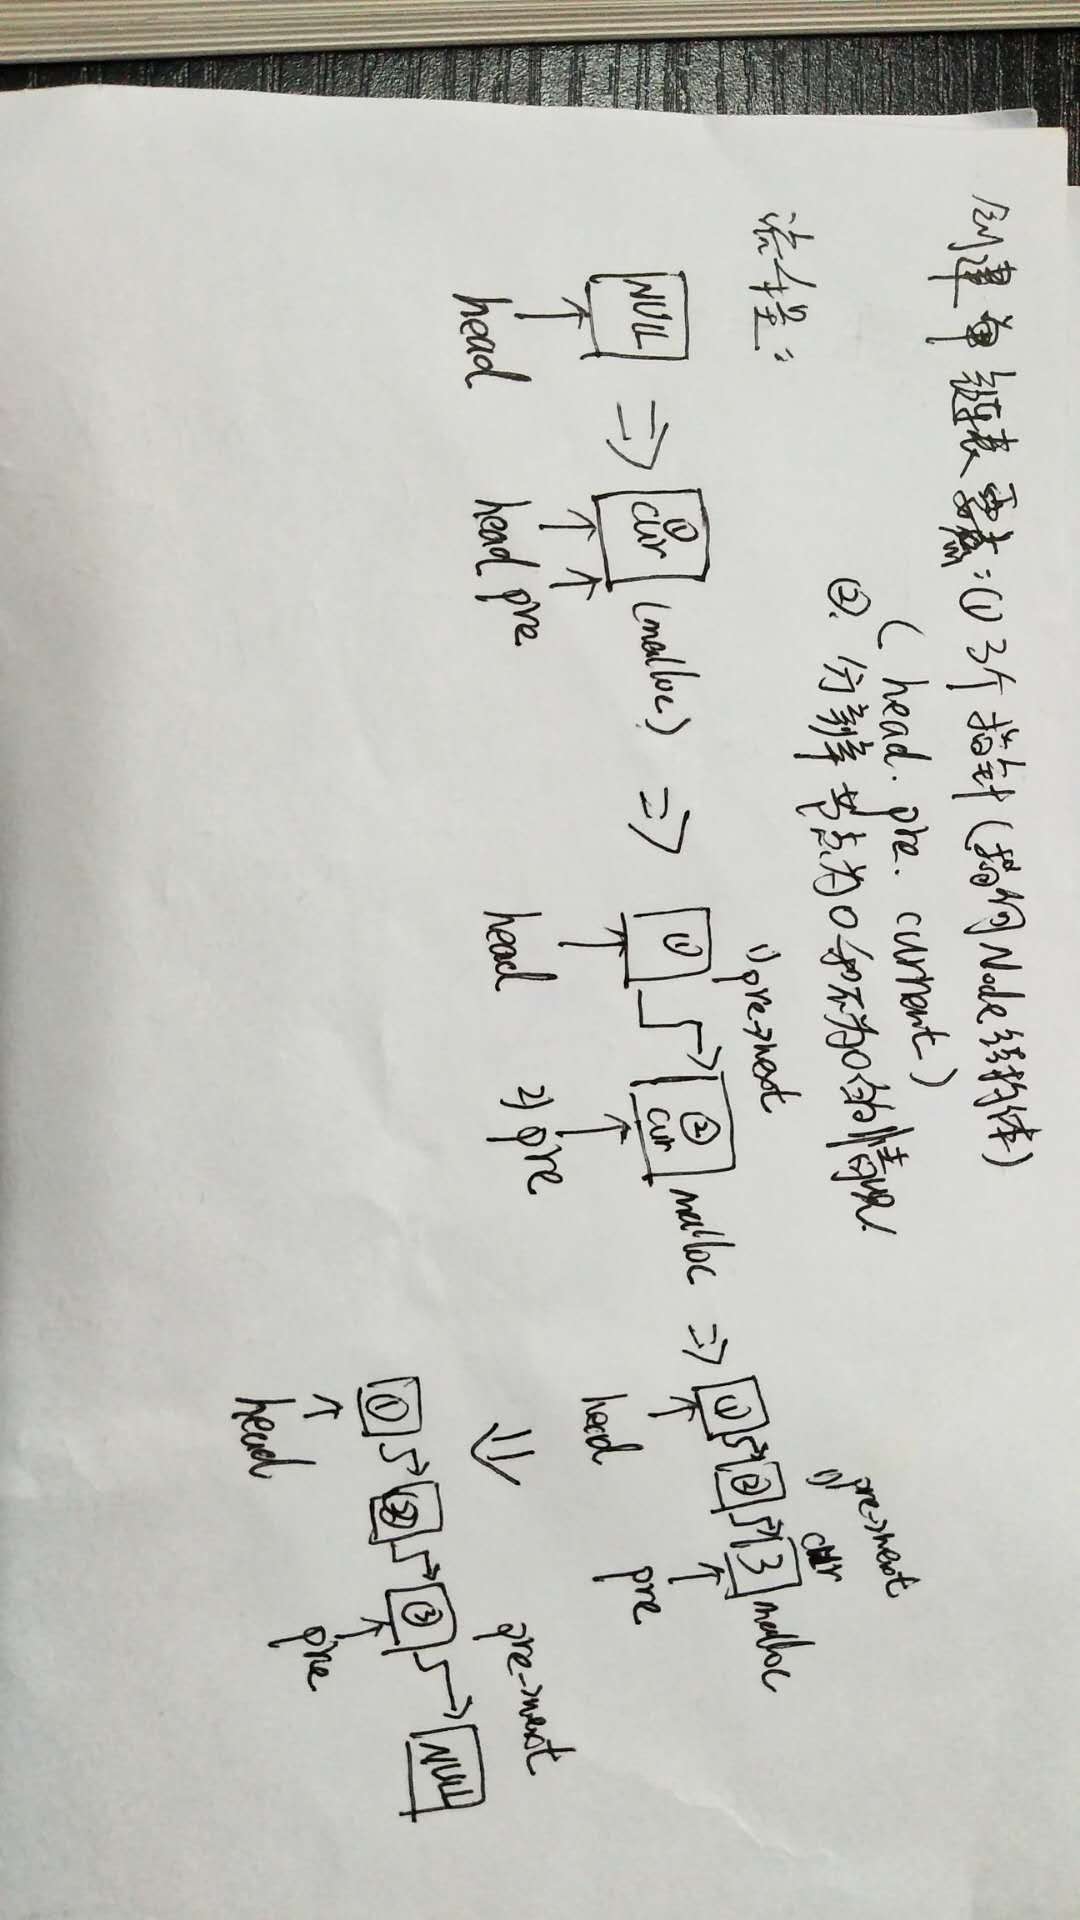 创建单链表要点：① 3个指针（指向Node结构体）
（head. pre. current）
②. 分辨节点为0和不为0的情况.
流程：
NULL
head
① cur (malloc)
head pre
1) pre->next
① ② cur malloc
head 2) pre
1) pre->next
cur
① ② 3 malloc
head pre
pre->next
① ② ③ NULL
head pre